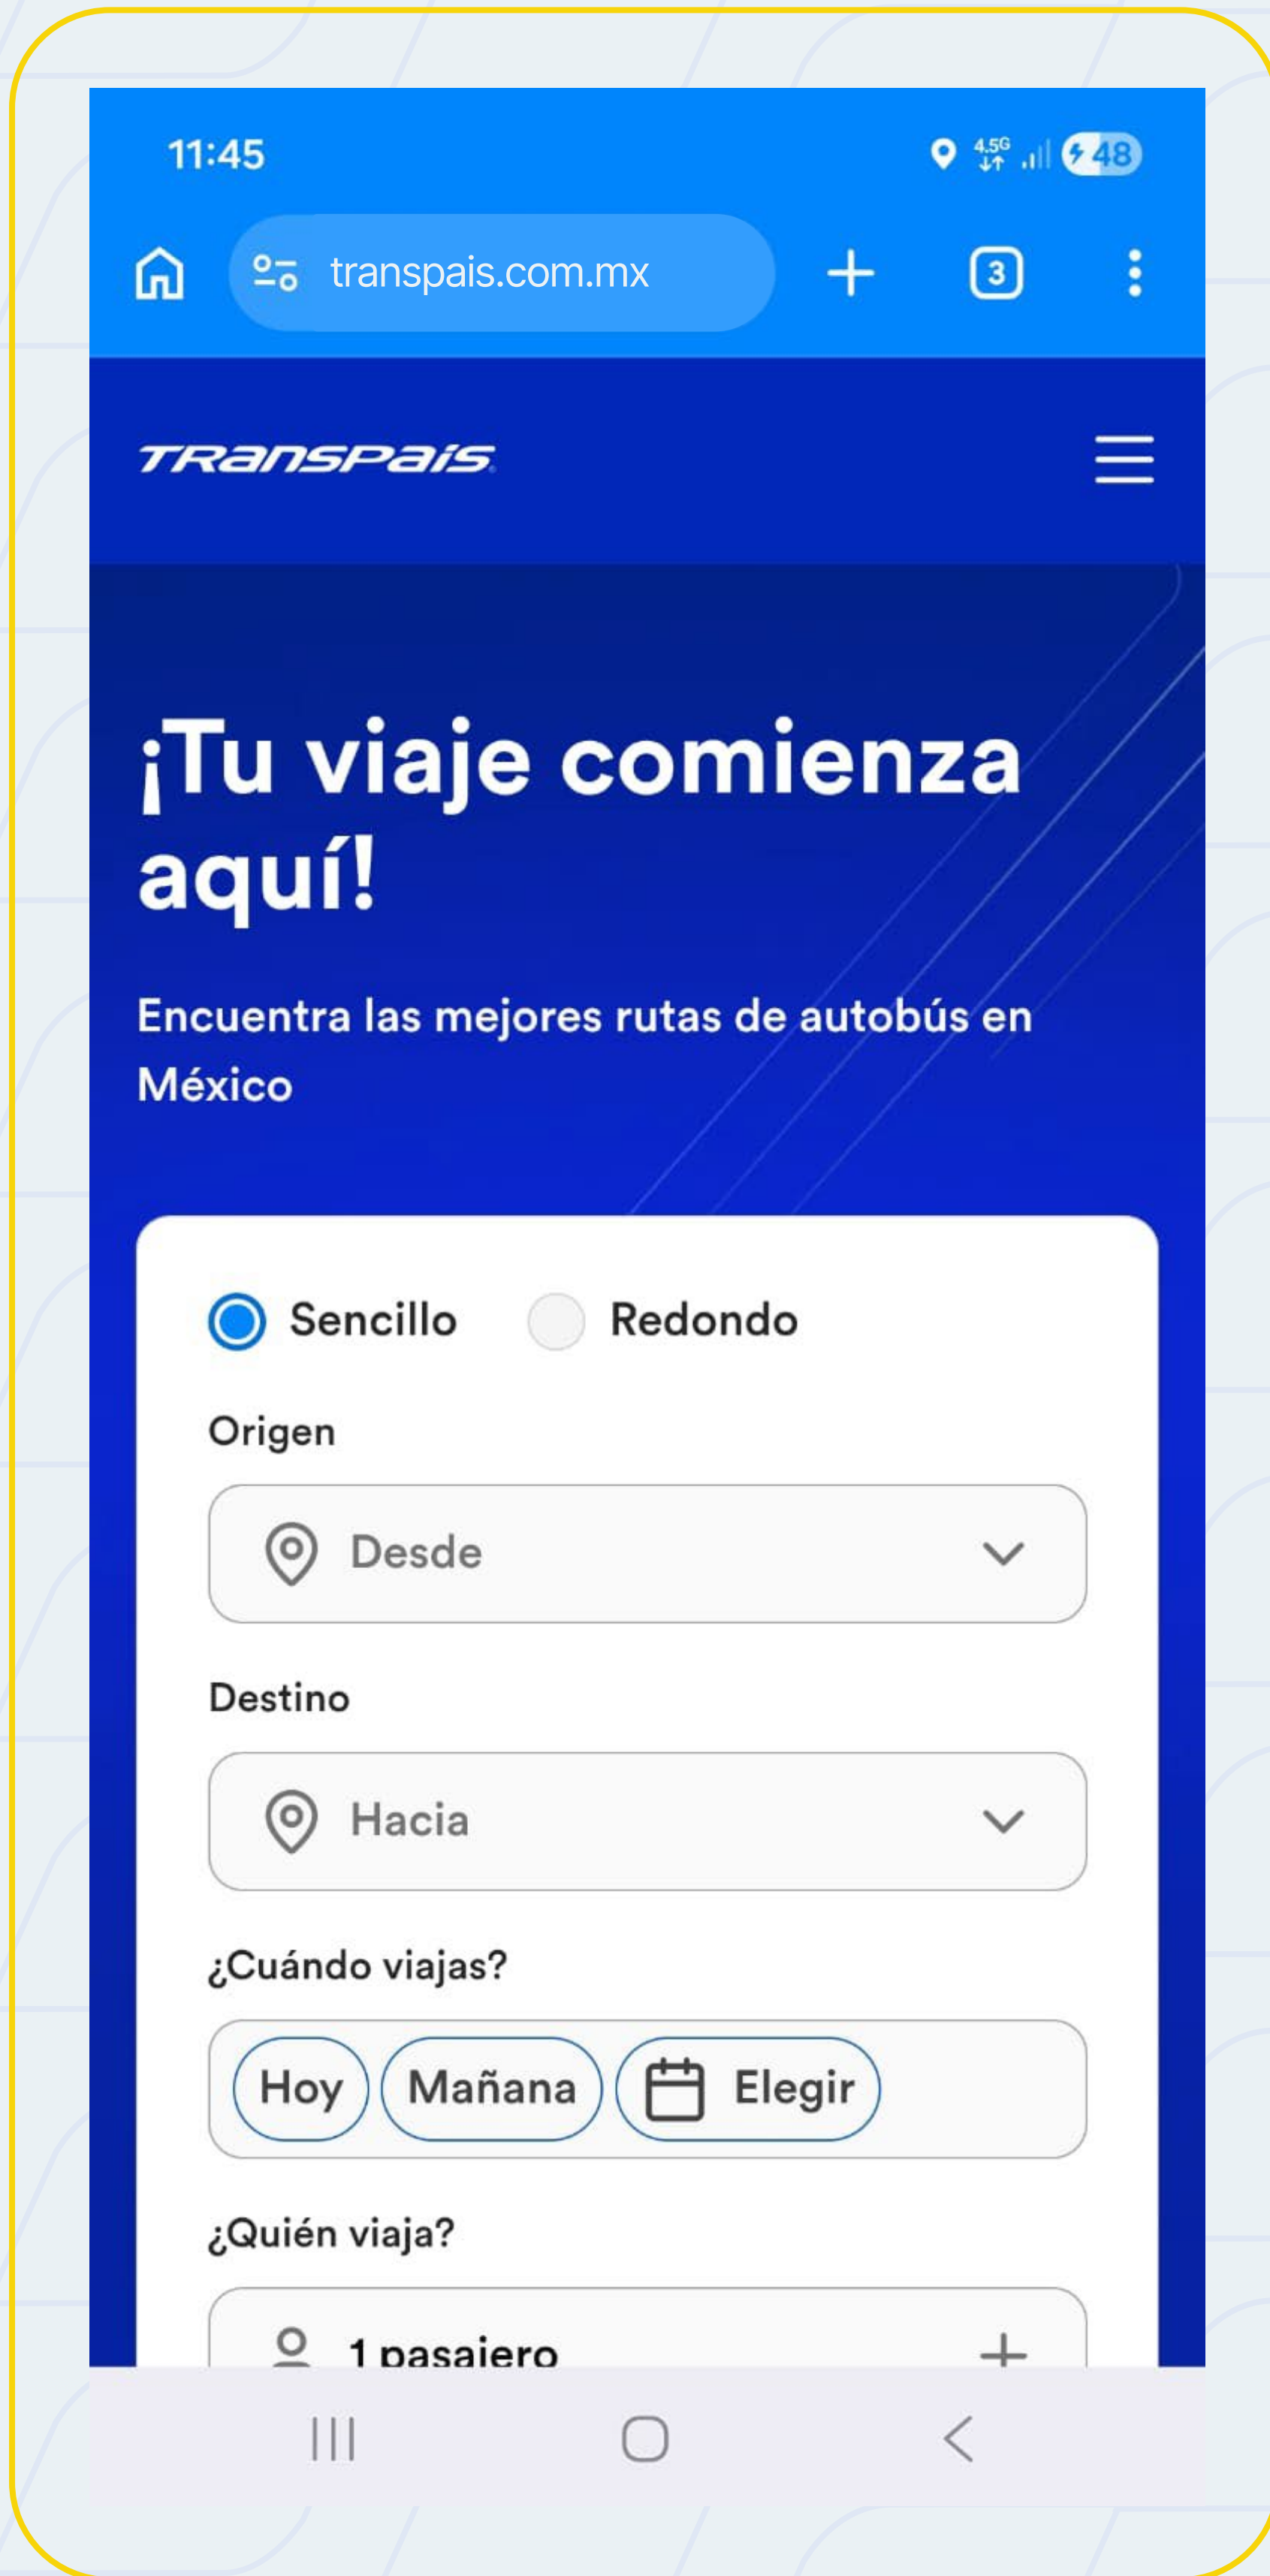 11:45
4.5G
48
transpais.com.mx
3
TRANSPaís
¡Tu viaje comienza
aquí!
Encuentra las mejores rutas de autobús en
México
Sencillo
Redondo
Origen
Desde
Destino
Hacia
¿Cuándo viajas?
Hoy
Mañana
Elegir
¿Quién viaja?
1 pasajero